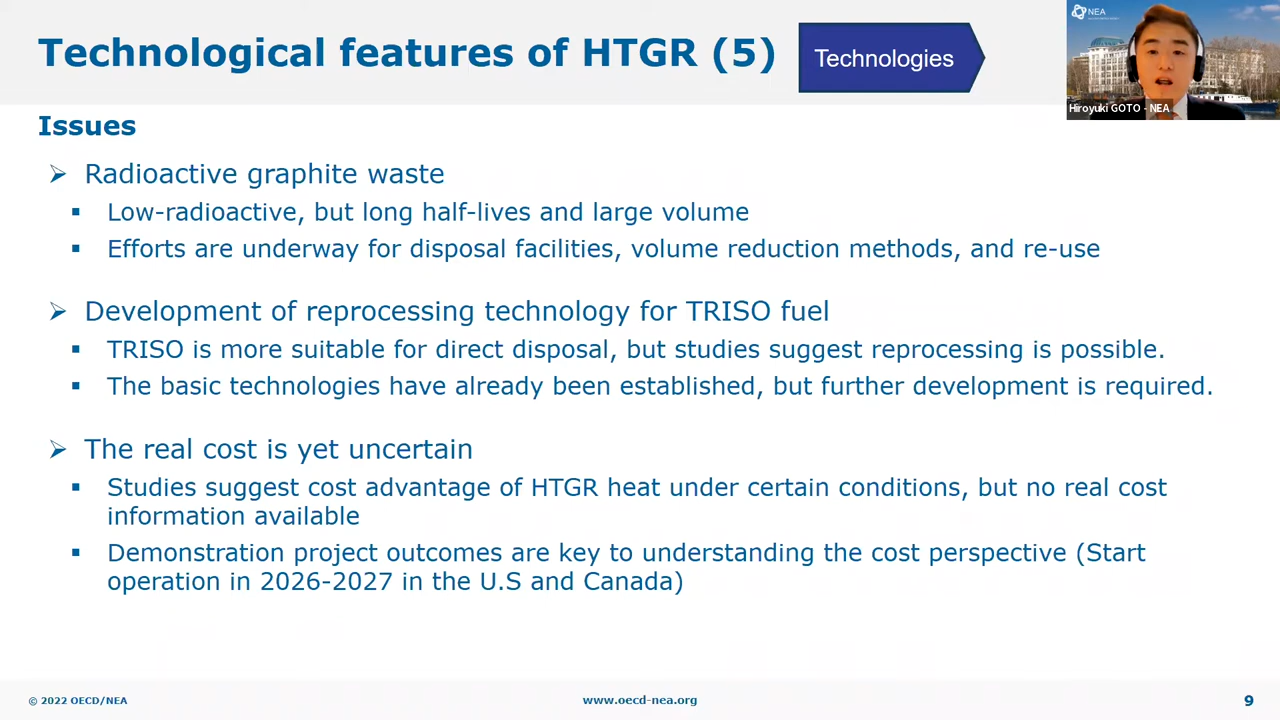 Technological features of HTGR (5)
Technologies
NEA
Hiroyuki GOTO - NEA
Issues
Radioactive graphite waste
Low-radioactive, but long half-lives and large volume
Efforts are underway for disposal facilities, volume reduction methods, and re-use
Development of reprocessing technology for TRISO fuel
TRISO is more suitable for direct disposal, but studies suggest reprocessing is possible.
The basic technologies have already been established, but further development is required.
The real cost is yet uncertain
Studies suggest cost advantage of HTGR heat under certain conditions, but no real cost
information available
Demonstration project outcomes are key to understanding the cost perspective (Start
operation in 2026-2027 in the U.S and Canada)
© 2022 OECD/NEA
www.oecd-nea.org
9